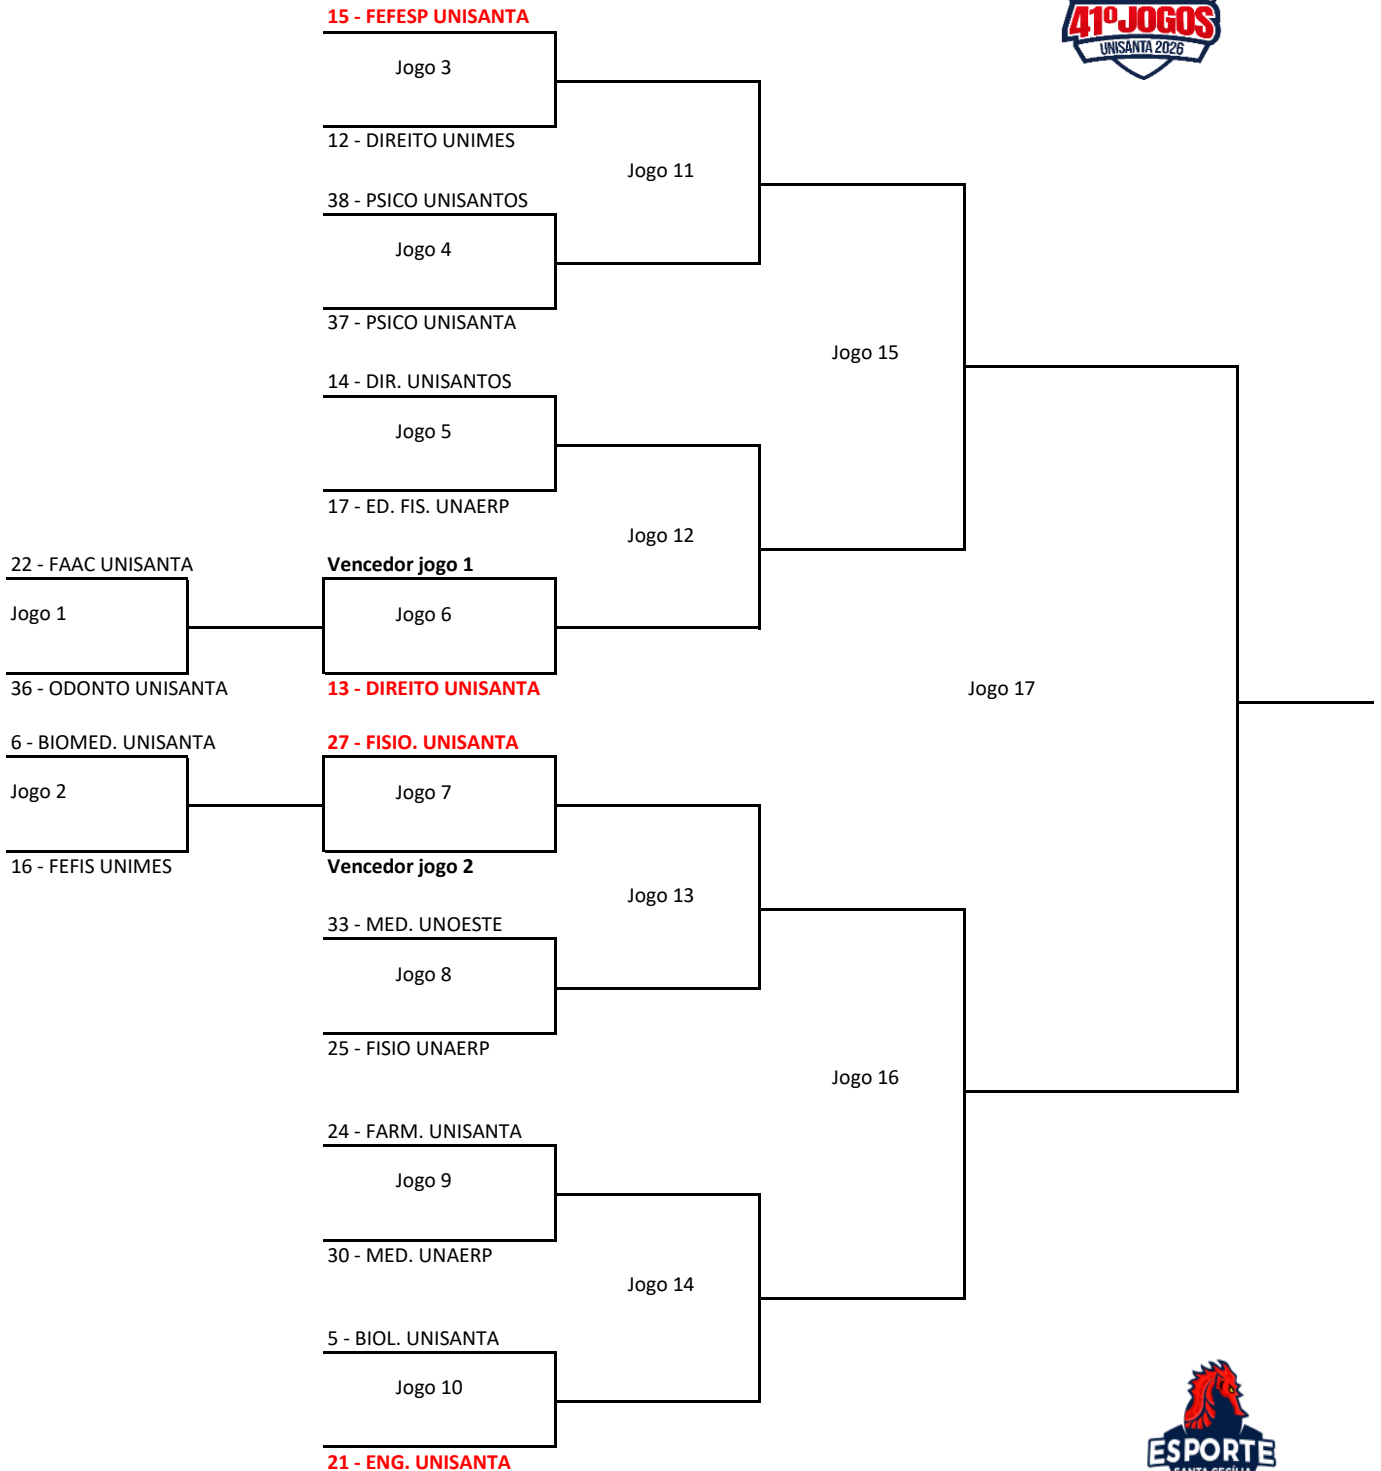 15 - FEFESP UNISANTA
41º JOGOS
UNISANTA 2026
Jogo 3
12 - DIREITO UNIMES
Jogo 11
38 - PSICO UNISANTOS
Jogo 4
37 - PSICO UNISANTA
Jogo 15
14 - DIR. UNISANTOS
Jogo 5
17 - ED. FIS. UNAERP
Jogo 12
22 - FAAC UNISANTA
Vencedor jogo 1
Jogo 1
Jogo 6
36 - ODONTO UNISANTA
13 - DIREITO UNISANTA
Jogo 17
6 - BIOMED. UNISANTA
27 - FISIO. UNISANTA
Jogo 2
Jogo 7
16 - FEFIS UNIMES
Vencedor jogo 2
Jogo 13
33 - MED. UNOESTE
Jogo 8
25 - FISIO UNAERP
Jogo 16
24 - FARM. UNISANTA
Jogo 9
30 - MED. UNAERP
Jogo 14
5 - BIOL. UNISANTA
Jogo 10
21 - ENG. UNISANTA
ESPORTE
SANTA CECÍLIA